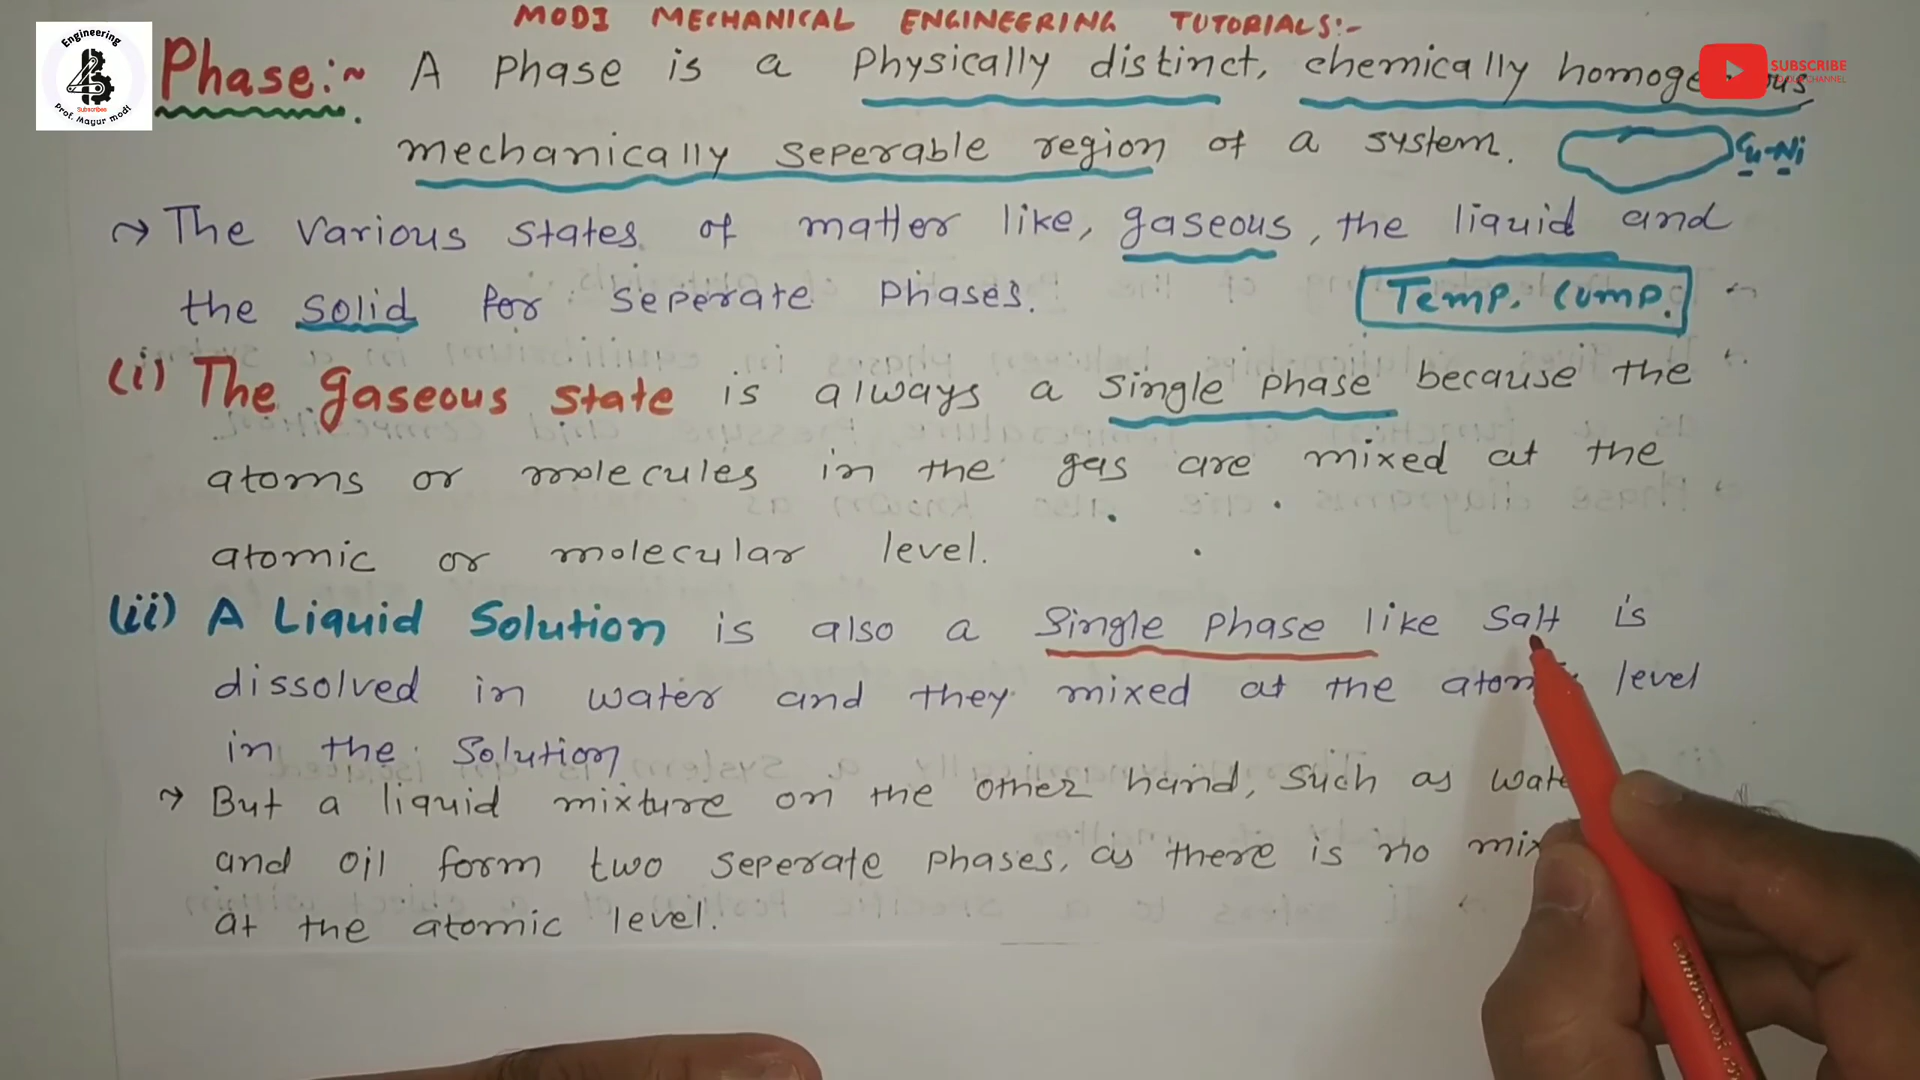 MODI MECHANICAL ENGINEERING TUTORIALS:-
Engineering
Subscribes
Prof. Mayur modi
SUBSCRIBE
Phase:~ A phase is a physically distinct, chemically homogenous
mechanically seperable region of a system. Cu-Ni
→ The various states of matter like, gaseous, the liquid and
the solid for seperate phases. Temp. Comp.
(i) The gaseous state is always a single phase because the
atoms or molecules in the gas are mixed at the
atomic or molecular level.
(ii) A Liquid Solution is also a single phase like salt is
dissolved in water and they mixed at the atomic level
in the solution
→ But a liquid mixture on the other hand, such as
and oil form two seperate phases, as there is no
at the atomic level.